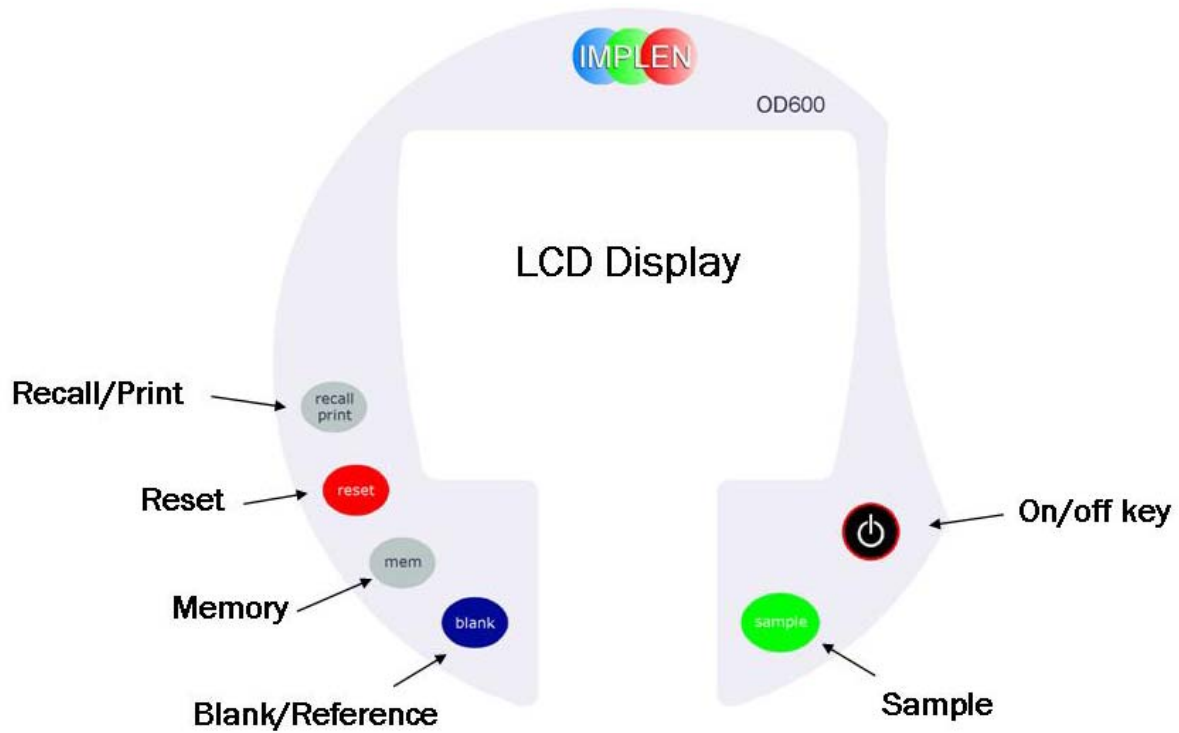 IMPLEN
OD600
LCD Display
Recall/Print
recall
print
Reset
reset
On/off key
mem
Memory
blank
sample
Blank/Reference
Sample